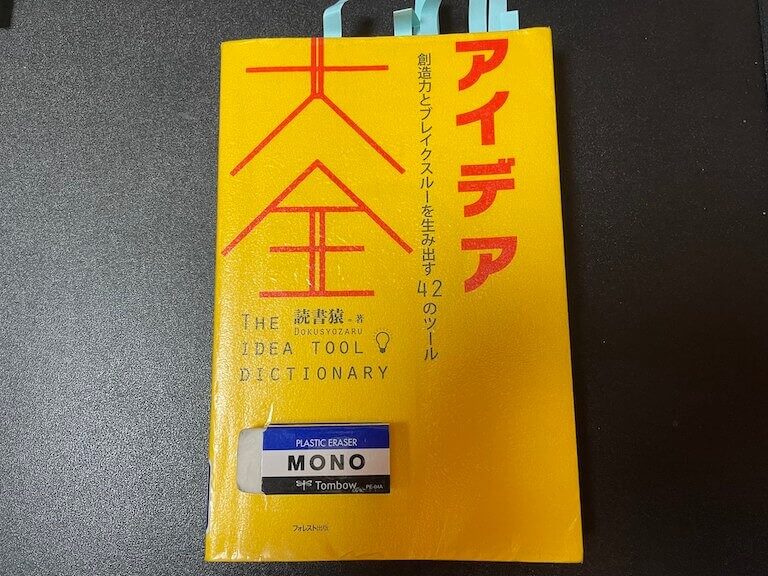 アイデア
大全
創造力とブレイクスルーを生み出す42のツール
読書猿-著
DOKUSYOZARU
THE
IDEA TOOL
DICTIONARY
PLASTIC ERASER
MONO
Tombow
PE-04A
フォレスト出版